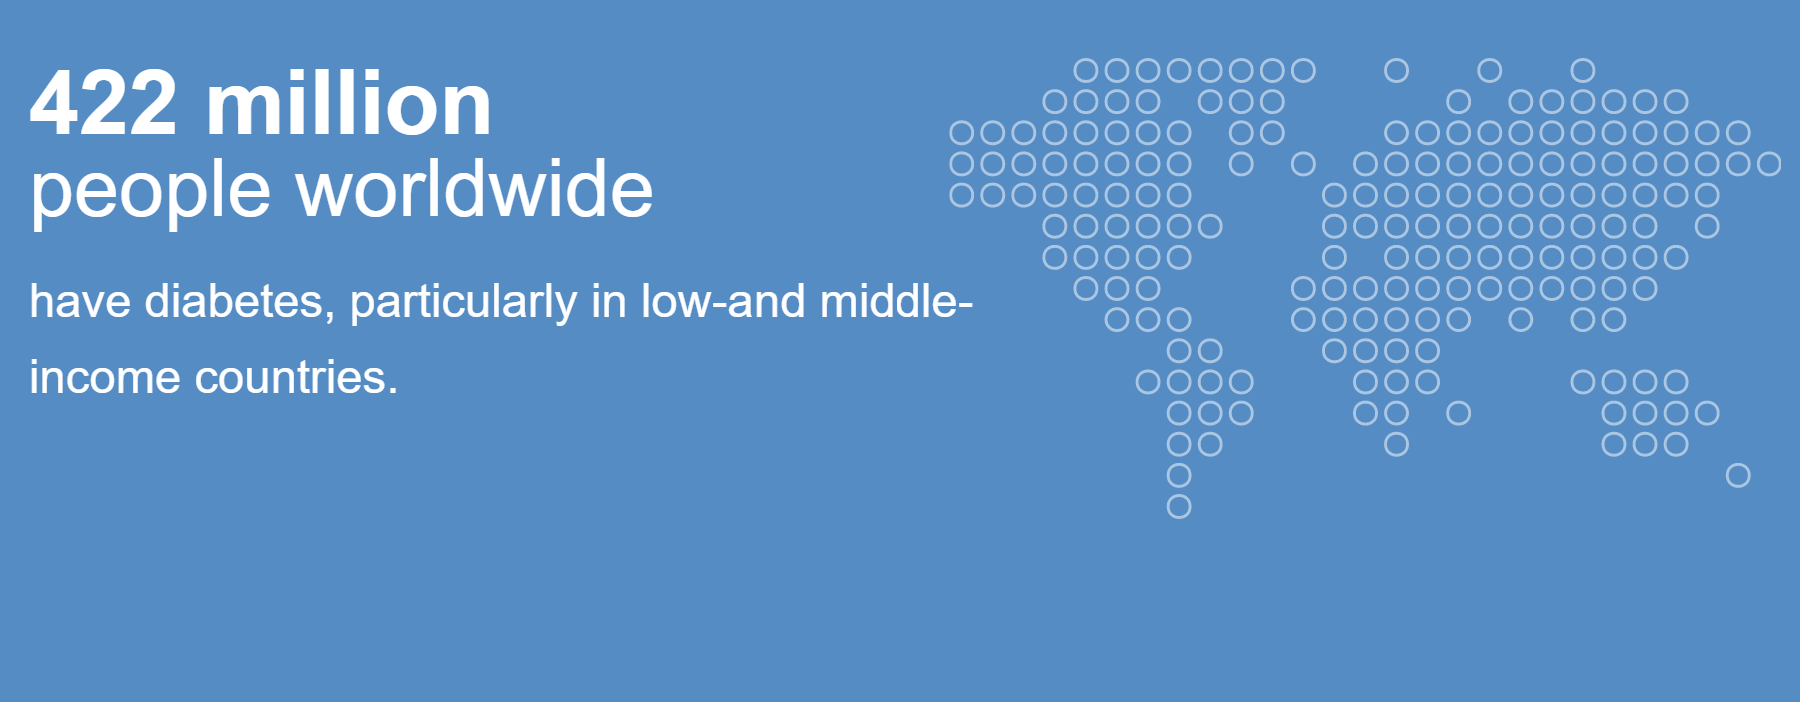 422 million
people worldwide
have diabetes, particularly in low-and middle-
income countries.